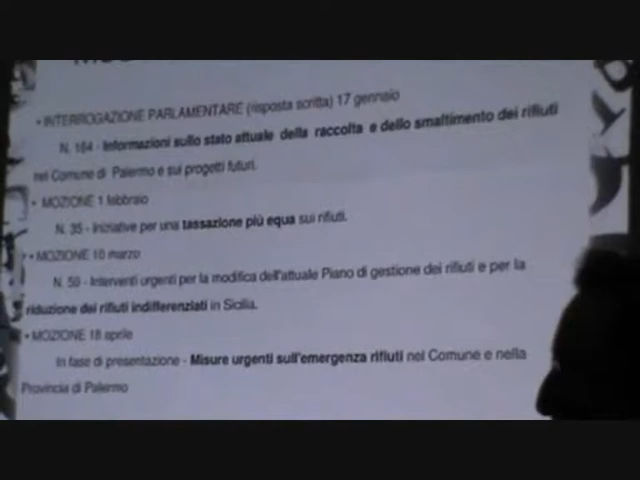 • INTERROGAZIONE PARLAMENTARE (risposta scritta) 17 gennaio
N. 164 - Informazioni sullo stato attuale della raccolta e dello smaltimento dei rifiuti
nel Comune di Palermo e sui progetti futuri.
• MOZIONE 1 febbraio
N. 35 - Iniziative per una tassazione più equa sui rifiuti.
• MOZIONE 10 marzo
N. 50 - Interventi urgenti per la modifica dell'attuale Piano di gestione dei rifiuti e per la
riduzione dei rifiuti indifferenziati in Sicilia.
• MOZIONE 18 aprile
In fase di presentazione - Misure urgenti sull'emergenza rifiuti nel Comune e nella
Provincia di Palermo